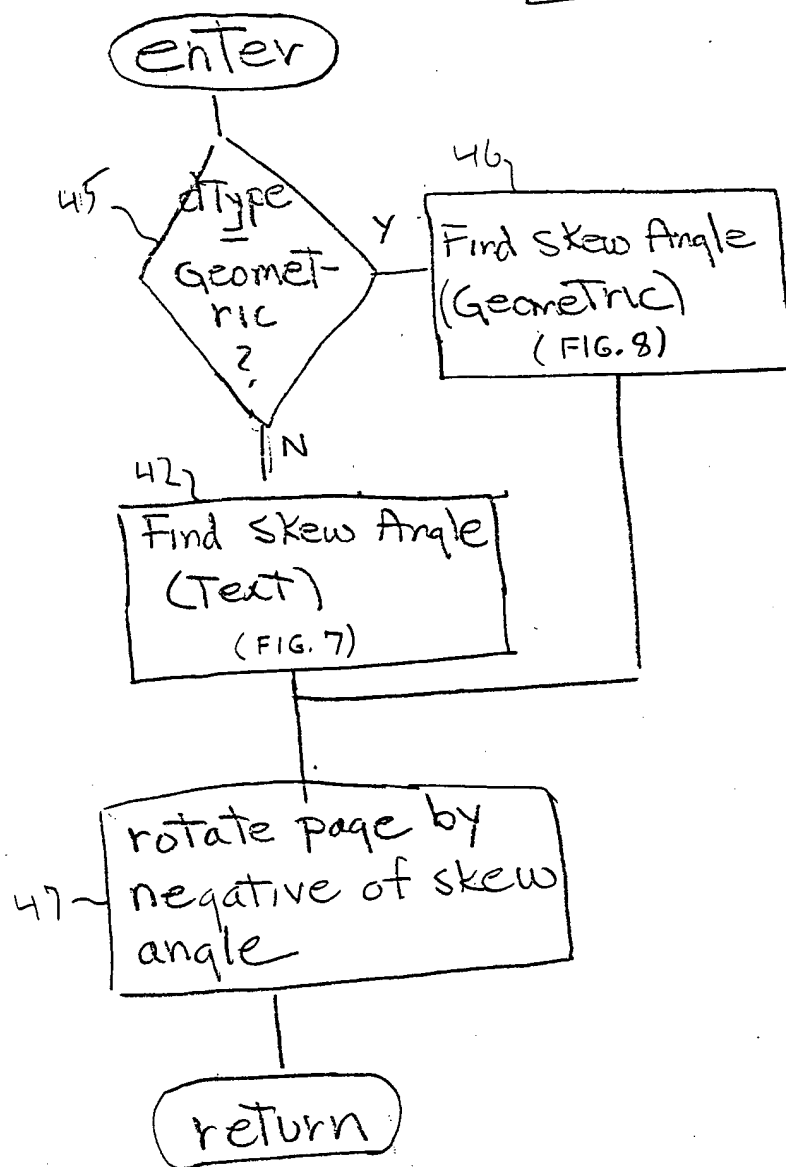 enter
45
dType
=
Geomet-
ric
?
Y
46
Find Skew Angle
(Geometric)
(FIG. 8)
N
42
Find Skew Angle
(Text)
(FIG. 7)
47
rotate page by
negative of skew
angle
return